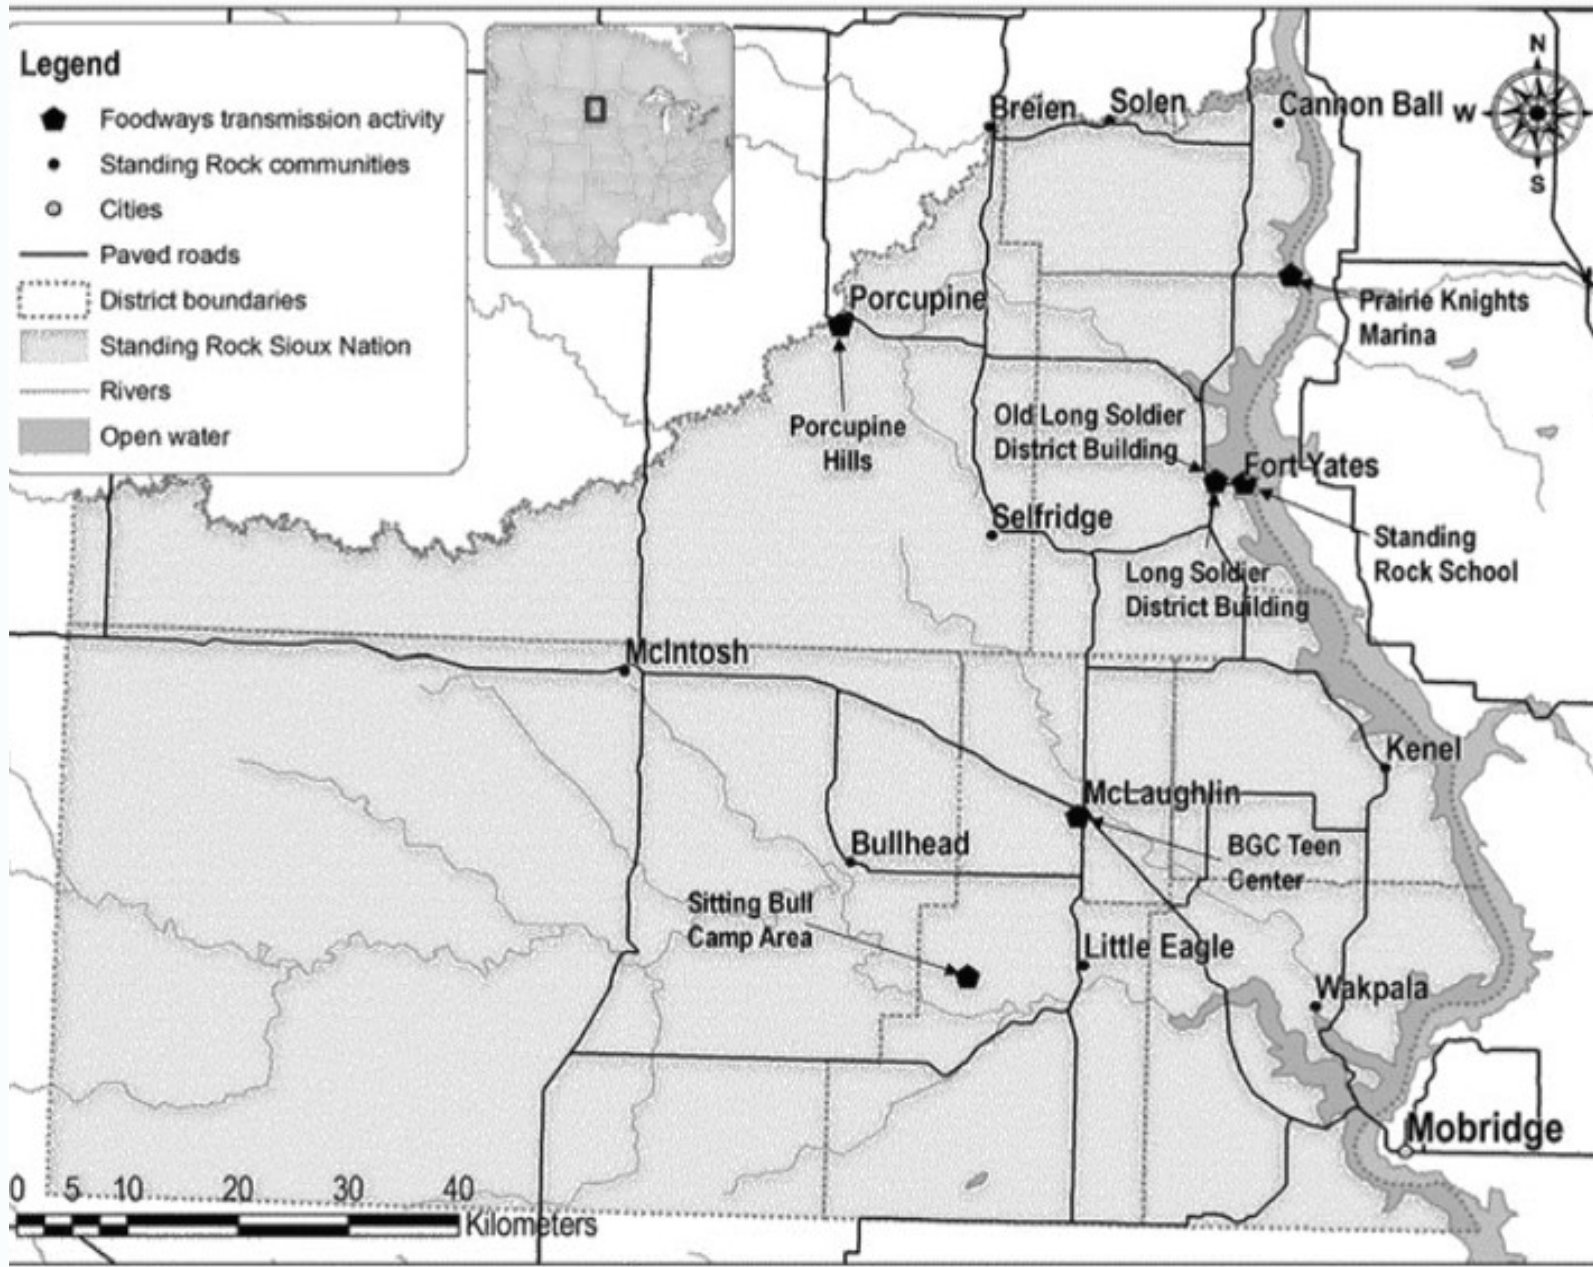 Legend
Foodways transmission activity
Standing Rock communities
Cities
Paved roads
District boundaries
Standing Rock Sioux Nation
Rivers
Open water
N
W
S
Breien
Solen
Cannon Ball
Prairie Knights
Marina
Porcupine
Porcupine
Hills
Old Long Soldier
District Building
Fort Yates
Standing
Rock School
Selfridge
Long Soldier
District Building
McIntosh
Kenel
McLaughlin
BGC Teen
Center
Bullhead
Sitting Bull
Camp Area
Little Eagle
Wakpala
Mobridge
0 5 10 20 30 40
Kilometers